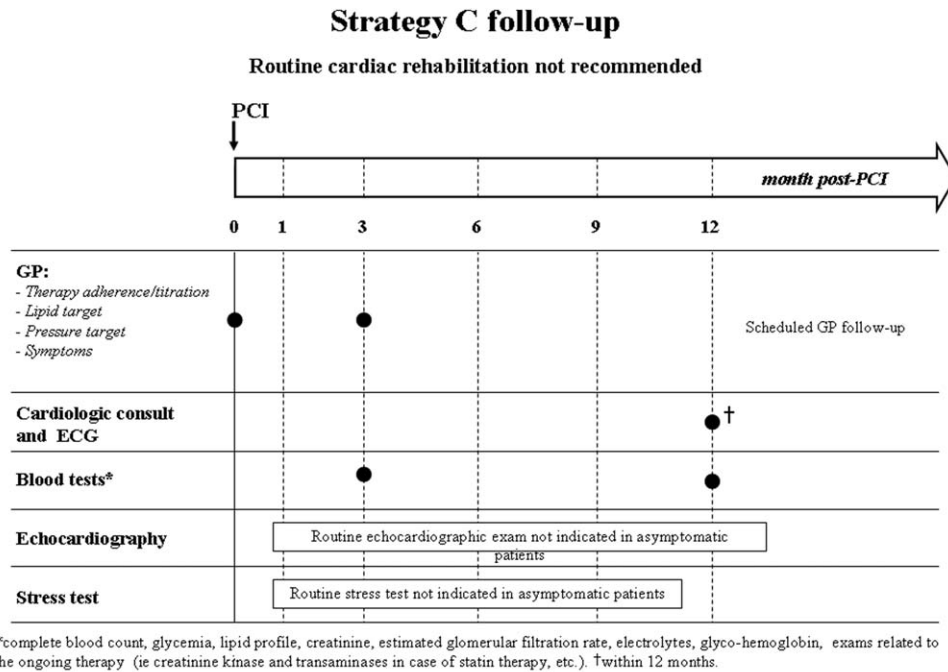 Strategy C follow-up
Routine cardiac rehabilitation not recommended
PCI
month post-PCI
0 1 3 6 9 12
GP:
- Therapy adherence/titration
- Lipid target
- Pressure target
- Symptoms
Scheduled GP follow-up
Cardiologic consult
and ECG
†
Blood tests*
Echocardiography
Routine echocardiographic exam not indicated in asymptomatic
patients
Stress test
Routine stress test not indicated in asymptomatic patients
*complete blood count, glycemia, lipid profile, creatinine, estimated glomerular filtration rate, electrolytes, glyco-hemoglobin, exams related to
he ongoing therapy (ie creatinine kinase and transaminases in case of statin therapy, etc.). †within 12 months.